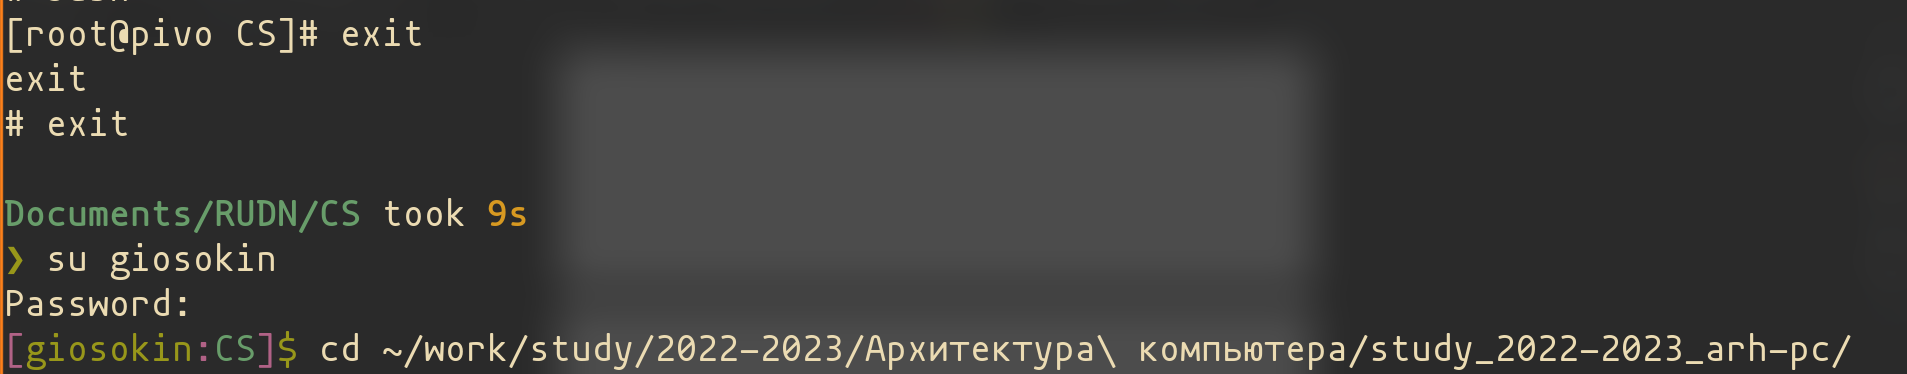 [root@pivo CS]# exit
exit
# exit
Documents/RUDN/CS took 9s
❯ su giosokin
Password:
[giosokin:CS]$ cd ~/work/study/2022-2023/Архитектура\ компьютера/study_2022-2023_arh-pc/